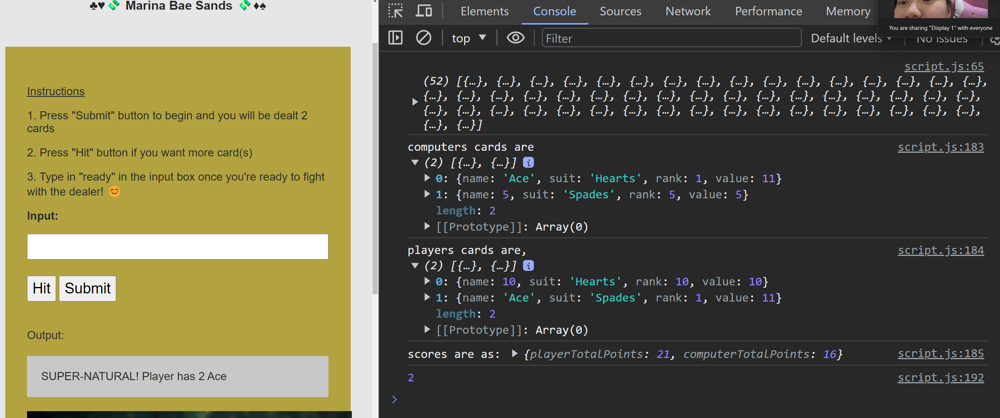 ♣♥💸 Marina Bae Sands 💸♦♠
Instructions
1. Press "Submit" button to begin and you will be dealt 2
cards
2. Press "Hit" button if you want more card(s)
3. Type in "ready" in the input box once you're ready to fight
with the dealer! 😊
Input:
Hit Submit
Output:
SUPER-NATURAL! Player has 2 Ace
Elements Console Sources Network Performance Memory
You are sharing "Display 1" with everyone
top ▼ Filter Default levels ▼ No Issues
script.js:65
(52) [{…}, {…}, {…}, {…}, {…}, {…}, {…}, {…}, {…}, {…}, {…}, {…}, {…}, {…}, {…}, {…},
{…}, {…}, {…}, {…}, {…}, {…}, {…}, {…}, {…}, {…}, {…}, {…}, {…}, {…}, {…}, {…}, {…},
{…}, {…}, {…}, {…}, {…}, {…}, {…}, {…}, {…}, {…}, {…}, {…}, {…}, {…}, {…}, {…}, {…},
{…}, {…}]
computers cards are script.js:183
▼ (2) [{…}, {…}] i
▶ 0: {name: 'Ace', suit: 'Hearts', rank: 1, value: 11}
▶ 1: {name: 5, suit: 'Spades', rank: 5, value: 5}
length: 2
▶ [[Prototype]]: Array(0)
players cards are, script.js:184
▼ (2) [{…}, {…}] i
▶ 0: {name: 10, suit: 'Hearts', rank: 10, value: 10}
▶ 1: {name: 'Ace', suit: 'Spades', rank: 1, value: 11}
length: 2
▶ [[Prototype]]: Array(0)
scores are as: ▶ {playerTotalPoints: 21, computerTotalPoints: 16} script.js:185
2 script.js:192